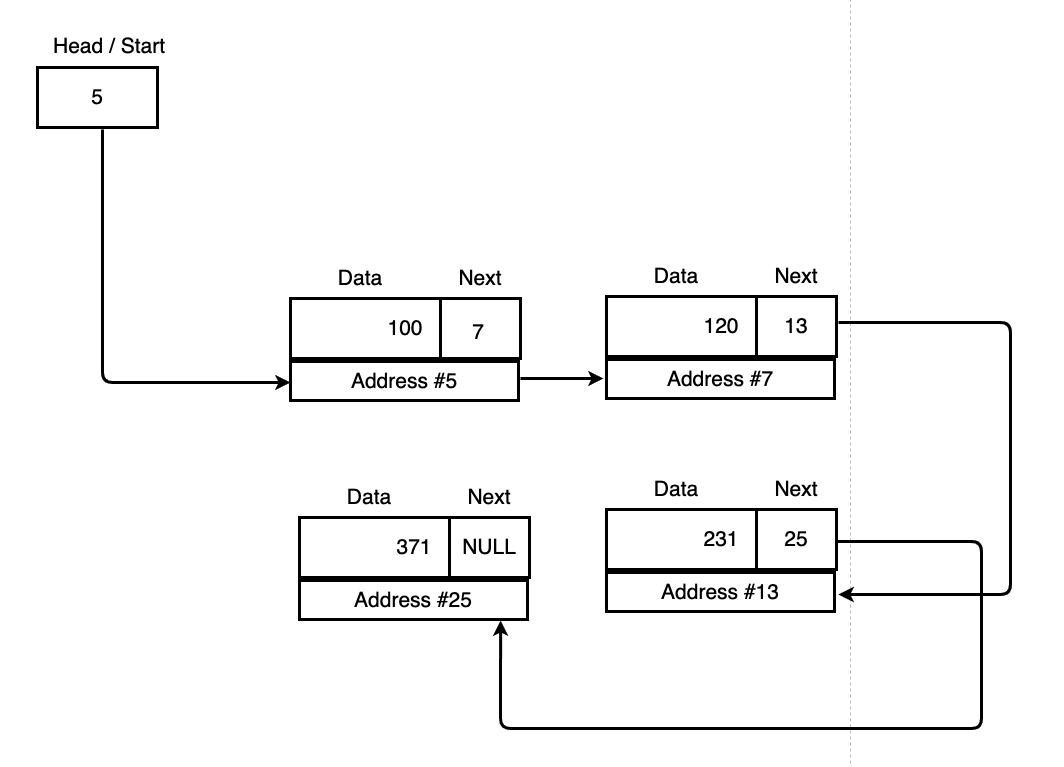 Head / Start
5
Data Next
100 7
Address #5
Data Next
120 13
Address #7
Data Next
371 NULL
Address #25
Data Next
231 25
Address #13